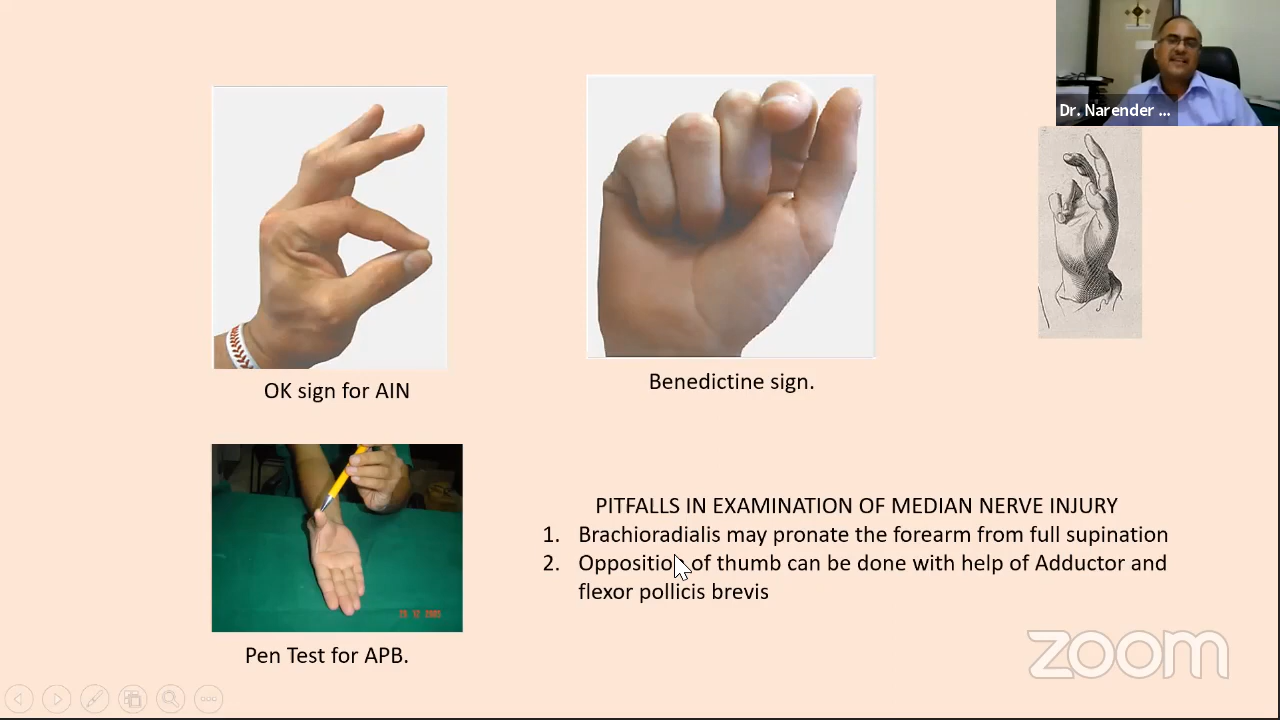 Dr. Narender ...
OK sign for AIN
Benedictine sign.
PITFALLS IN EXAMINATION OF MEDIAN NERVE INJURY
1. Brachioradialis may pronate the forearm from full supination
2. Opposition of thumb can be done with help of Adductor and
flexor pollicis brevis
Pen Test for APB.
zoom